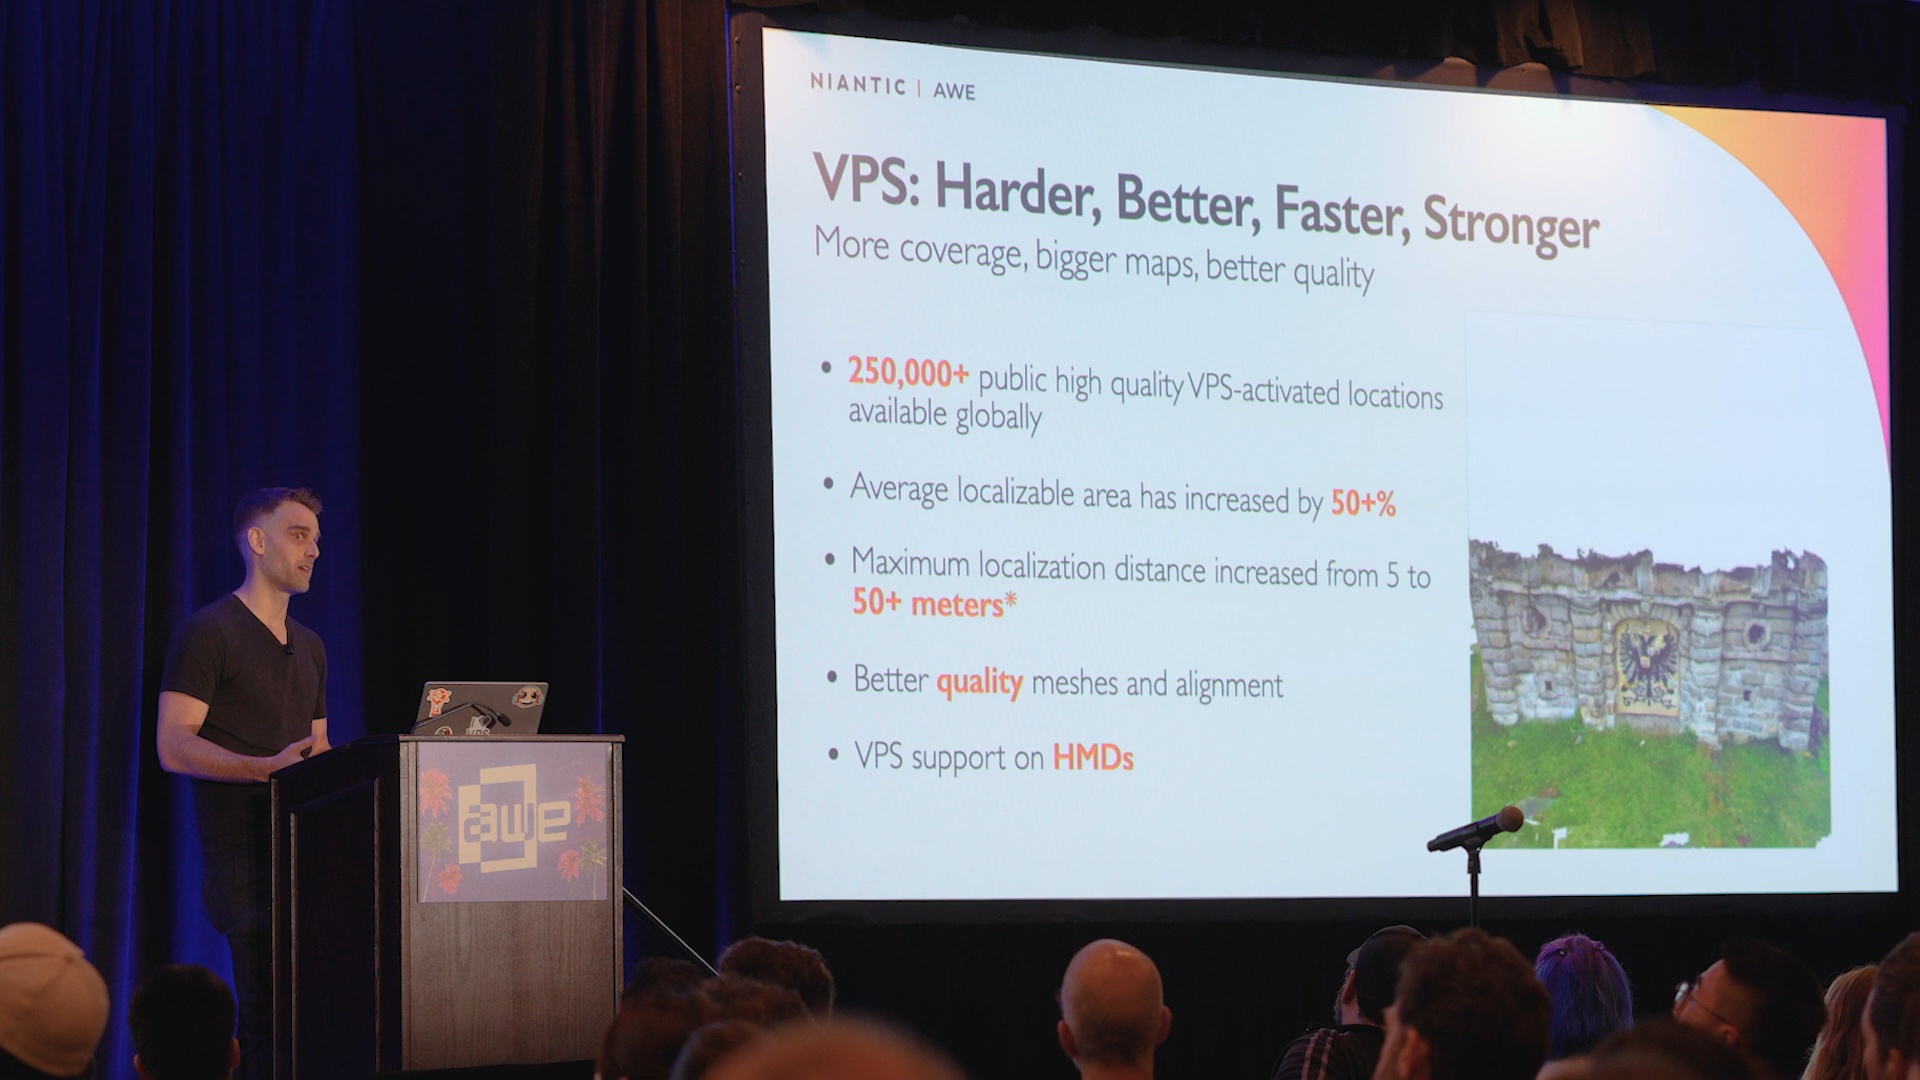 NIANTIC | AWE
VPS: Harder, Better, Faster, Stronger
More coverage, bigger maps, better quality
• 250,000+ public high quality VPS-activated locations
available globally
• Average localizable area has increased by 50+%
• Maximum localization distance increased from 5 to
50+ meters*
• Better quality meshes and alignment
• VPS support on HMDs
VPS
awe